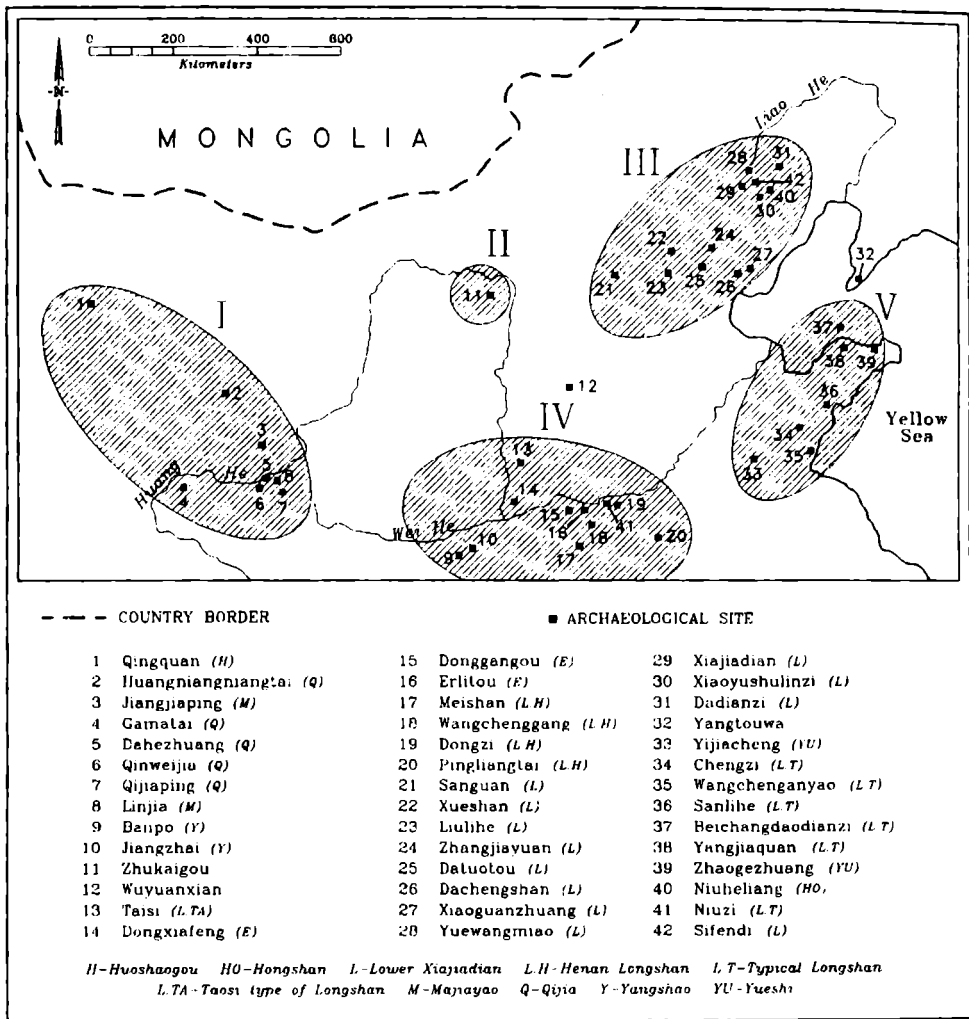 0 200 400 600
Kilometers
-N-
MONGOLIA
Liao He
III
28 31
29 42
40
30
24
22
27
21 23 25 26
32
II
11
I
1
2
3
5
8
4 6 7
Huang He
V
37
38 39
36
34
35
33
Yellow
Sea
12
IV
13
14
15 19
16 41
18 20
17
10
9
Wei He
COUNTRY BORDER
■ ARCHAEOLOGICAL SITE
1 Qingquan (H)
2 Huangniangniangtai (Q)
3 Jiangjiaping (M)
4 Gamatai (Q)
5 Dahezhuang (Q)
6 Qinweijia (Q)
7 Qijiaping (Q)
8 Linjia (M)
9 Banpo (Y)
10 Jiangzhai (Y)
11 Zhukaigou
12 Wuyuanxian
13 Taisi (L.TA)
14 Dongxiafeng (E)
15 Donggangou (E)
16 Erlitou (E)
17 Meishan (L.H)
18 Wangchenggang (L.H)
19 Dongzi (L.H)
20 Pingliangtai (L.H)
21 Sanguan (L)
22 Xueshan (L)
23 Liulihe (L)
24 Zhangjiayuan (L)
25 Datuotou (L)
26 Dachengshan (L)
27 Xiaoguanzhuang (L)
28 Yuewangmiao (L)
29 Xiajiadian (L)
30 Xiaoyushulinzi (L)
31 Dadianzi (L)
32 Yangtouwa
33 Yijiacheng (YU)
34 Chengzi (L.T)
35 Wangchenganyao (L.T)
36 Sanlihe (L.T)
37 Beichangdaodianzi (L.T)
38 Yangjiaquan (L.T)
39 Zhaogezhuang (YU)
40 Niuheliang (HO)
41 Niuzi (L.T)
42 Sifendi (L)
H-Huoshaogou HO-Hongshan L-Lower Xiajiadian L.H-Henan Longshan L.T-Typical Longshan
L.TA-Taosi type of Longshan M-Majiayao Q-Qijia Y-Yangshao YU-Yueshi